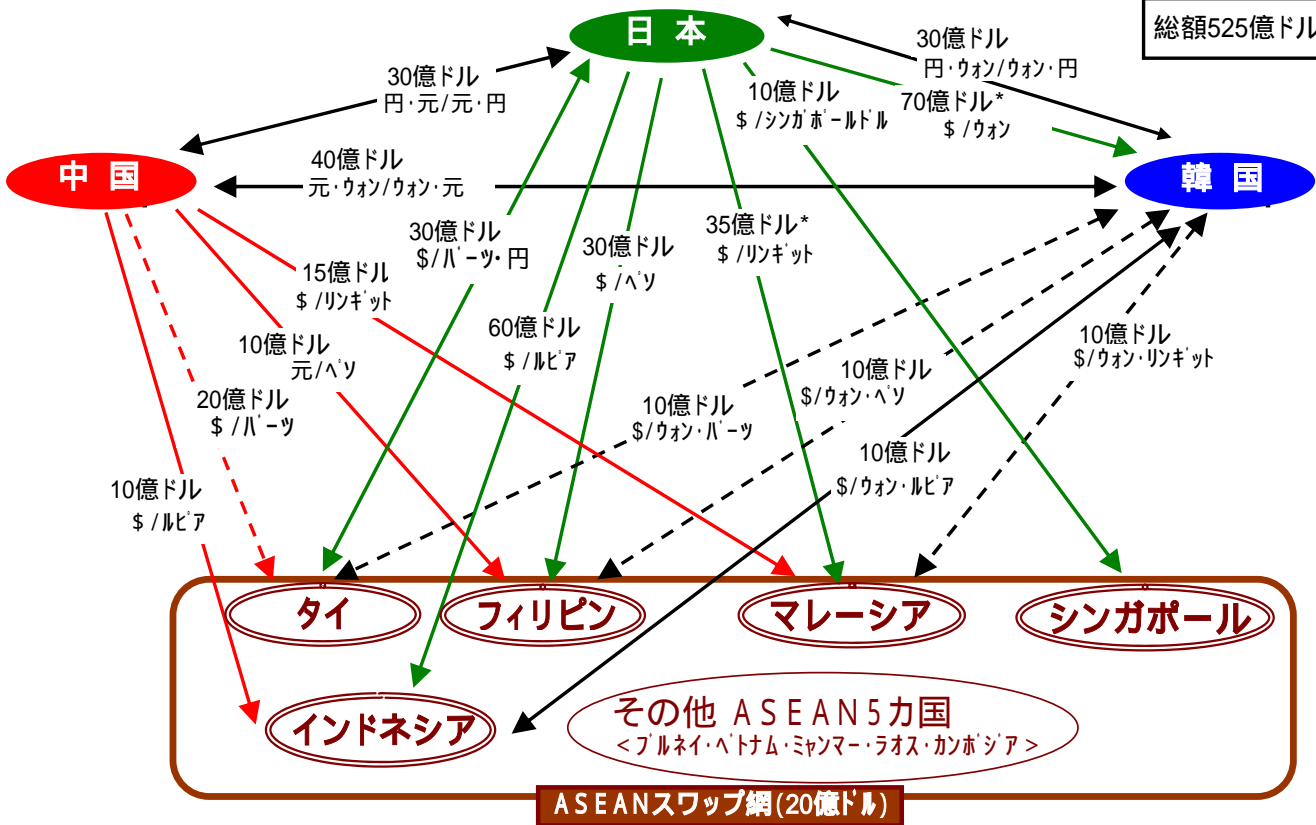 日 本
総額525億ドル
30億ドル
円・ウォン/ウォン・円
30億ドル
円・元/元・円
10億ドル
$/シンガポールドル
70億ドル*
$/ウォン
中 国
40億ドル
元・ウォン/ウォン・元
韓 国
30億ドル
$/バーツ・円
30億ドル
$/ペソ
35億ドル*
$/リンギット
15億ドル
$/リンギット
60億ドル
$/ルピア
10億ドル
元/ペソ
10億ドル
$/ウォン・リンギット
10億ドル
$/ウォン・ペソ
20億ドル
$/バーツ
10億ドル
$/ウォン・バーツ
10億ドル
$/ウォン・ルピア
10億ドル
$/ルピア
タイ
フィリピン
マレーシア
シンガポール
インドネシア
その他 ASEAN5カ国
<ブルネイ・ベトナム・ミャンマー・ラオス・カンボジア>
ASEANスワップ網(20億ドル)